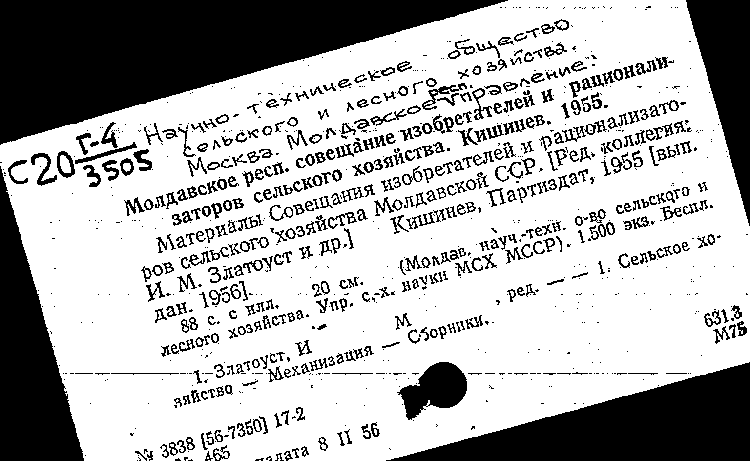 Научно-техническое общество
сельского и лесного хозяйства.
Москва. Молдавское респ. управление.
С20 Г-4
3505
Молдавское респ. совещание изобретателей и рационали-
заторов сельского хозяйства. Кишинев. 1955.
Материалы Совещания изобретателей и рационализато-
ров сельского хозяйства Молдавской ССР. [Ред. коллегия:
И. М. Златоуст и др.] Кишинев, Партиздат, 1955 [вып.
дан. 1956].
88 с. с илл. 20 см. (Молдав. науч.-техн. о-во сельского и
лесного хозяйства. Упр. с.-х. науки МСХ МССР). 1.500 экз. Беспл.
1. Златоуст, И М , ред. — — 1. Сельское хо-
зяйство — Механизация — Сборники.
631.3
М75
№ 3838 [56-7350] 17-2
№ 465
палата 8 II 56